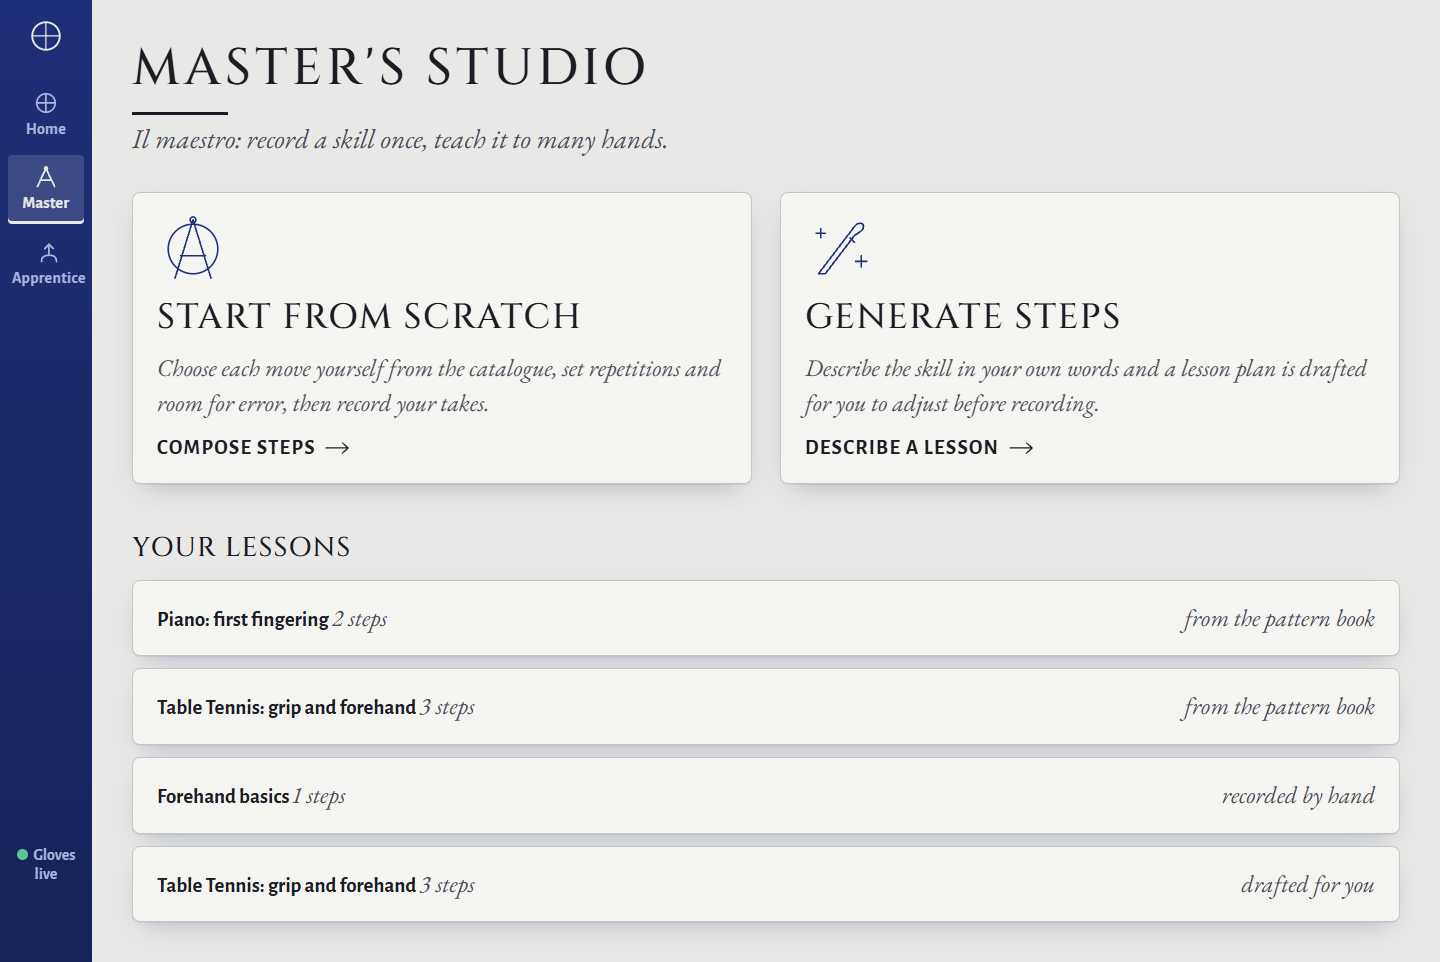 Home
Master
Apprentice
Gloves
live
MASTER'S STUDIO
Il maestro: record a skill once, teach it to many hands.
START FROM SCRATCH
Choose each move yourself from the catalogue, set repetitions and
room for error, then record your takes.
COMPOSE STEPS
GENERATE STEPS
Describe the skill in your own words and a lesson plan is drafted
for you to adjust before recording.
DESCRIBE A LESSON
YOUR LESSONS
Piano: first fingering 2 steps from the pattern book
Table Tennis: grip and forehand 3 steps from the pattern book
Forehand basics 1 steps recorded by hand
Table Tennis: grip and forehand 3 steps drafted for you